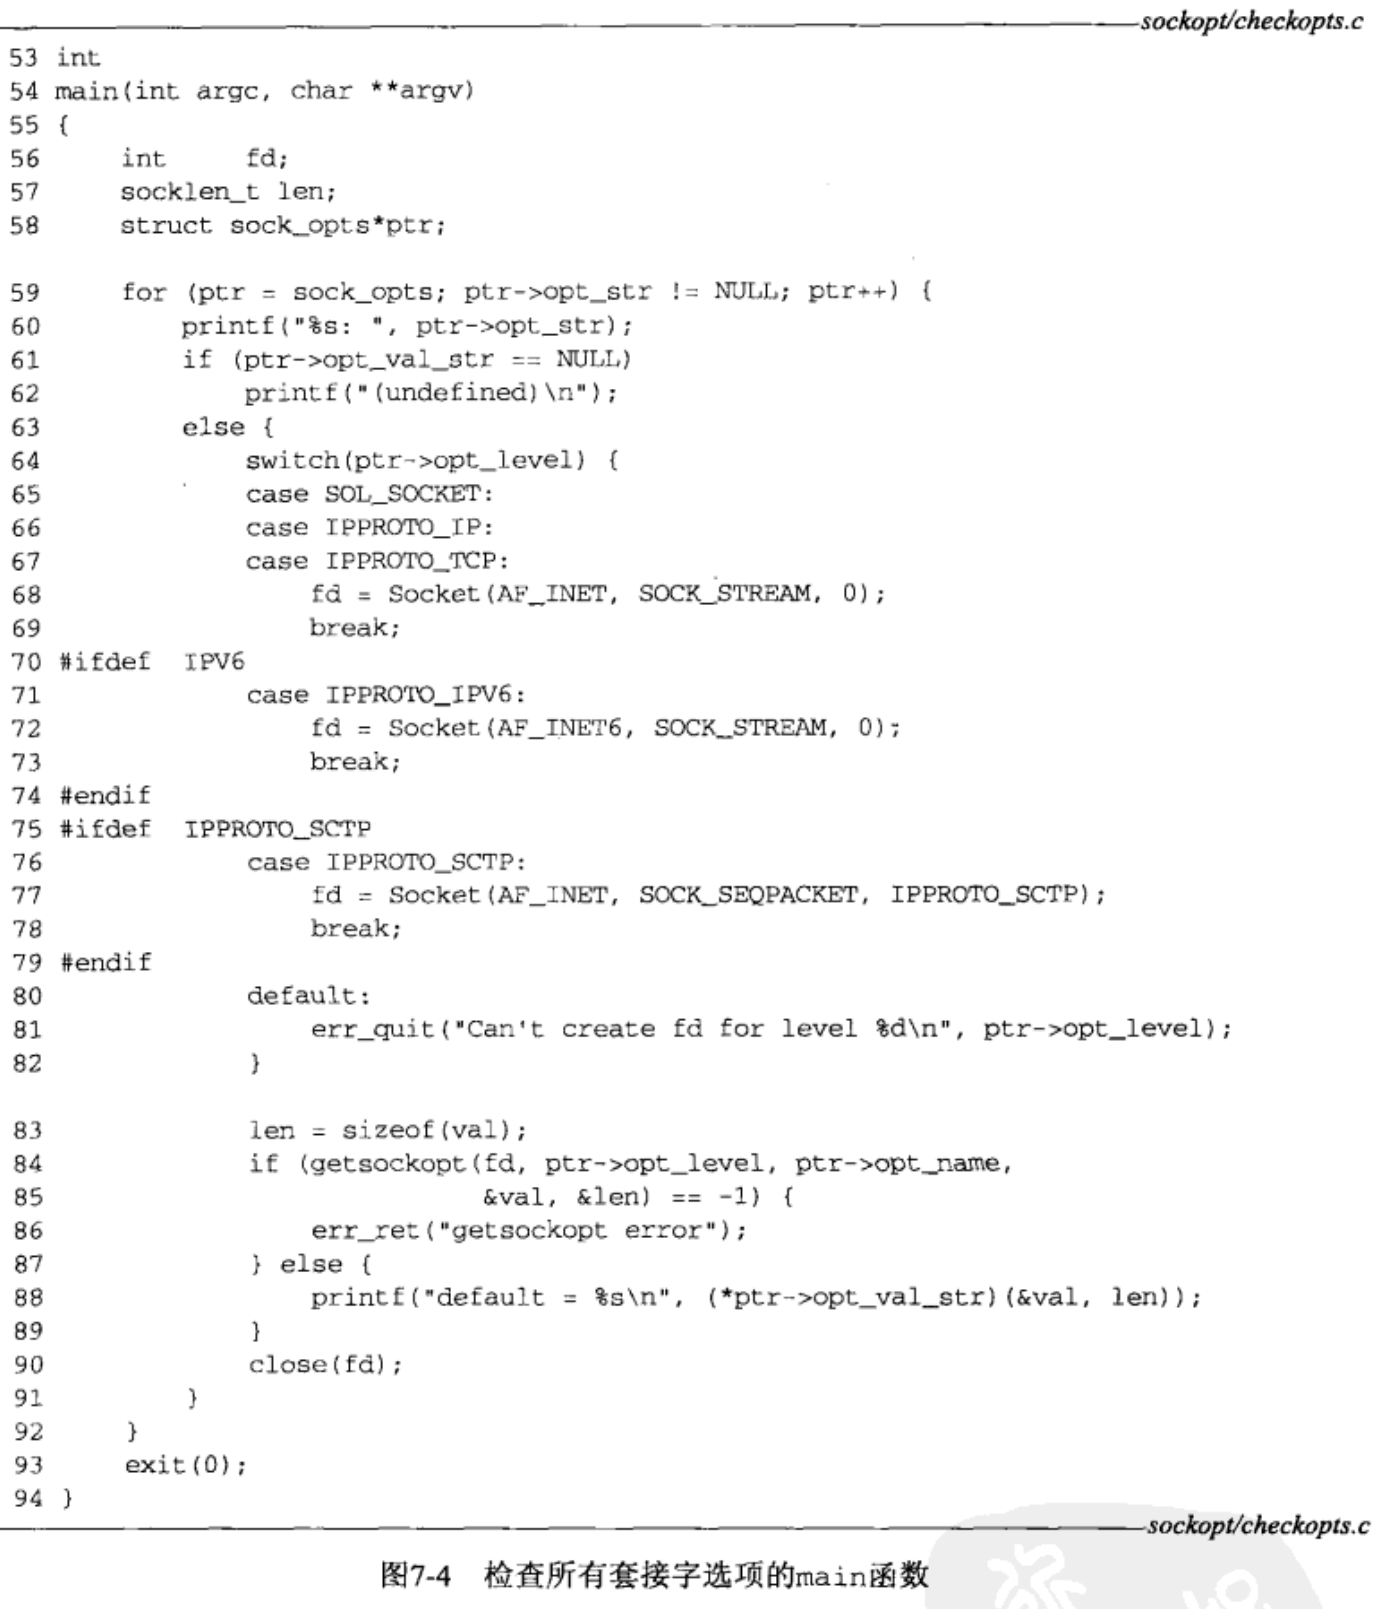 sockopt/checkopts.c
53 int
54 main(int argc, char **argv)
55 {
56     int     fd;
57     socklen_t len;
58     struct sock_opts*ptr;
59     for (ptr = sock_opts; ptr->opt_str != NULL; ptr++) {
60         printf("%s: ", ptr->opt_str);
61         if (ptr->opt_val_str == NULL)
62             printf("(undefined)\n");
63         else {
64             switch(ptr->opt_level) {
65             case SOL_SOCKET:
66             case IPPROTO_IP:
67             case IPPROTO_TCP:
68                 fd = Socket(AF_INET, SOCK_STREAM, 0);
69                 break;
70 #ifdef  IPV6
71             case IPPROTO_IPV6:
72                 fd = Socket(AF_INET6, SOCK_STREAM, 0);
73                 break;
74 #endif
75 #ifdef  IPPROTO_SCTP
76             case IPPROTO_SCTP:
77                 fd = Socket(AF_INET, SOCK_SEQPACKET, IPPROTO_SCTP);
78                 break;
79 #endif
80             default:
81                 err_quit("Can't create fd for level %d\n", ptr->opt_level);
82             }
83             len = sizeof(val);
84             if (getsockopt(fd, ptr->opt_level, ptr->opt_name,
85                            &val, &len) == -1) {
86                 err_ret("getsockopt error");
87             } else {
88                 printf("default = %s\n", (*ptr->opt_val_str)(&val, len));
89             }
90             close(fd);
91         }
92     }
93     exit(0);
94 }
sockopt/checkopts.c
图7-4 检查所有套接字选项的main函数